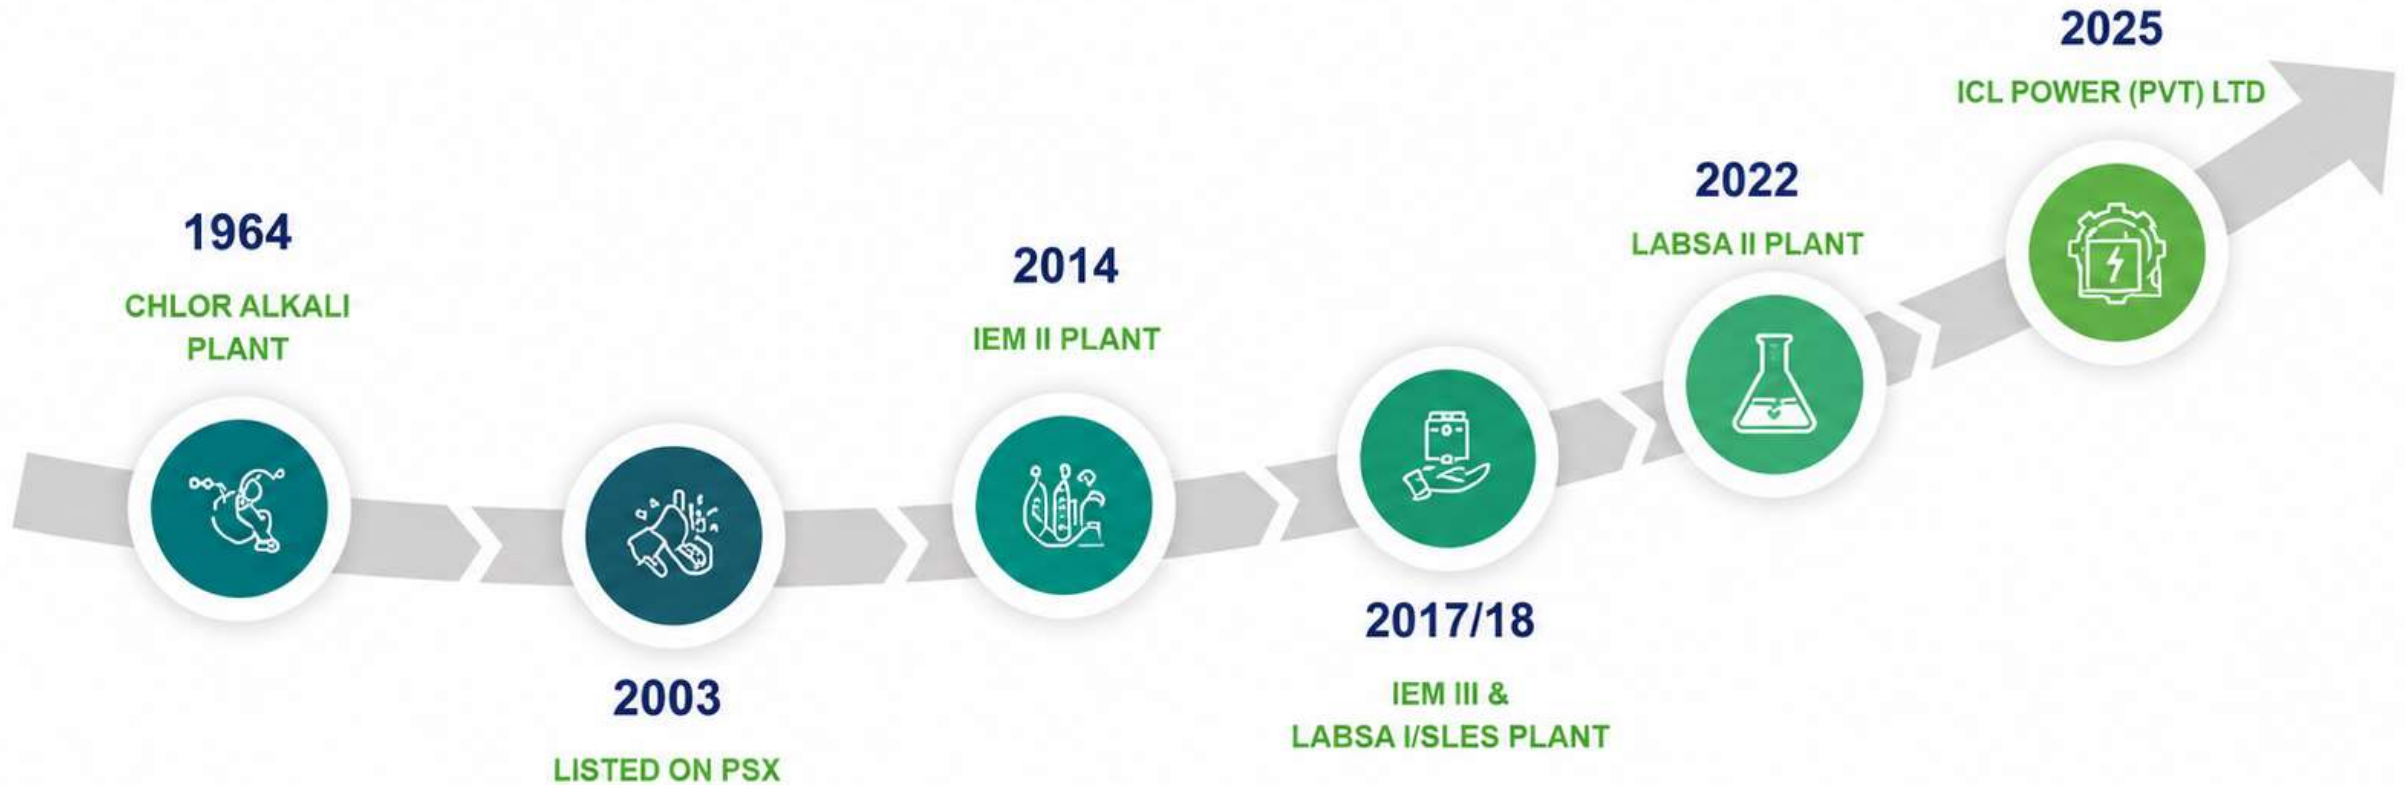 1964
CHLOR ALKALI
PLANT
2003
LISTED ON PSX
2014
IEM II PLANT
2017/18
IEM III &
LABSA I/SLES PLANT
2022
LABSA II PLANT
2025
ICL POWER (PVT) LTD